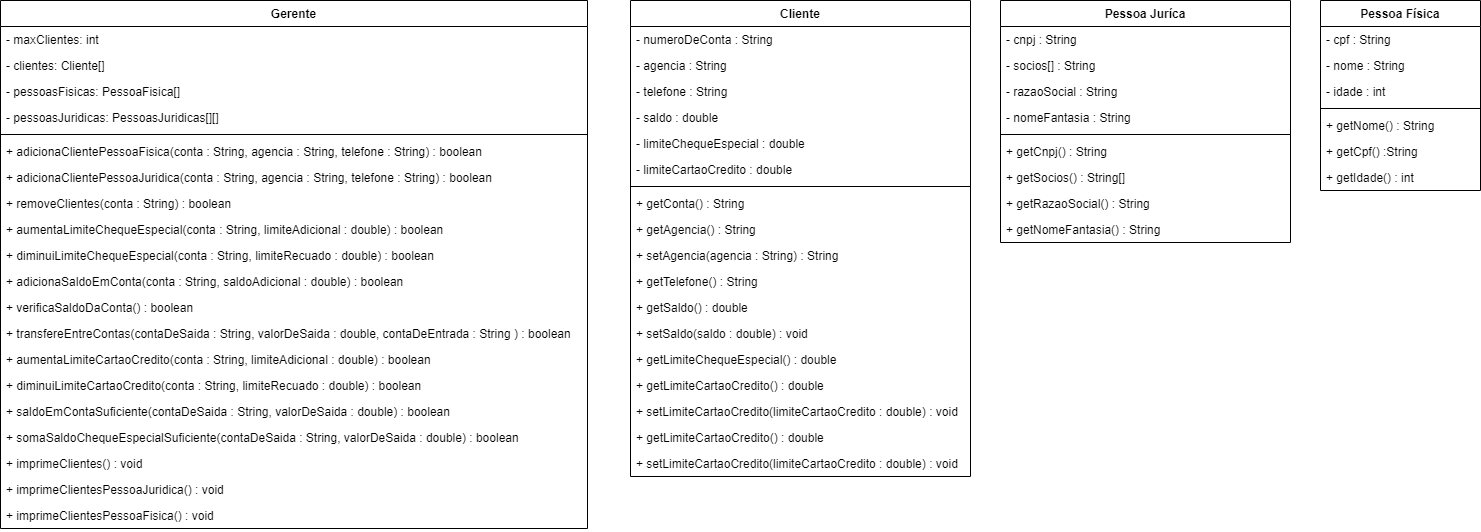 Gerente
- maxClientes: int
- clientes: Cliente[]
- pessoasFisicas: PessoaFisica[]
- pessoasJuridicas: PessoasJuridicas[][]
+ adicionaClientePessoaFisica(conta : String, agencia : String, telefone : String) : boolean
+ adicionaClientePessoaJuridica(conta : String, agencia : String, telefone : String) : boolean
+ removeClientes(conta : String) : boolean
+ aumentaLimiteChequeEspecial(conta : String, limiteAdicional : double) : boolean
+ diminuiLimiteChequeEspecial(conta : String, limiteRecuado : double) : boolean
+ adicionaSaldoEmConta(conta : String, saldoAdicional : double) : boolean
+ verificaSaldoDaConta() : boolean
+ transfereEntreContas(contaDeSaida : String, valorDeSaida : double, contaDeEntrada : String ) : boolean
+ aumentaLimiteCartaoCredito(conta : String, limiteAdicional : double) : boolean
+ diminuiLimiteCartaoCredito(conta : String, limiteRecuado : double) : boolean
+ saldoEmContaSuficiente(contaDeSaida : String, valorDeSaida : double) : boolean
+ somaSaldoChequeEspecialSuficiente(contaDeSaida : String, valorDeSaida : double) : boolean
+ imprimeClientes() : void
+ imprimeClientesPessoaJuridica() : void
+ imprimeClientesPessoaFisica() : void
Cliente
- numeroDeConta : String
- agencia : String
- telefone : String
- saldo : double
- limiteChequeEspecial : double
- limiteCartaoCredito : double
+ getConta() : String
+ getAgencia() : String
+ setAgencia(agencia : String) : String
+ getTelefone() : String
+ getSaldo() : double
+ setSaldo(saldo : double) : void
+ getLimiteChequeEspecial() : double
+ getLimiteCartaoCredito() : double
+ setLimiteCartaoCredito(limiteCartaoCredito : double) : void
+ getLimiteCartaoCredito() : double
+ setLimiteCartaoCredito(limiteCartaoCredito : double) : void
Pessoa Juríca
- cnpj : String
- socios[] : String
- razaoSocial : String
- nomeFantasia : String
+ getCnpj() : String
+ getSocios() : String[]
+ getRazaoSocial() : String
+ getNomeFantasia() : String
Pessoa Física
- cpf : String
- nome : String
- idade : int
+ getNome() : String
+ getCpf() :String
+ getIdade() : int